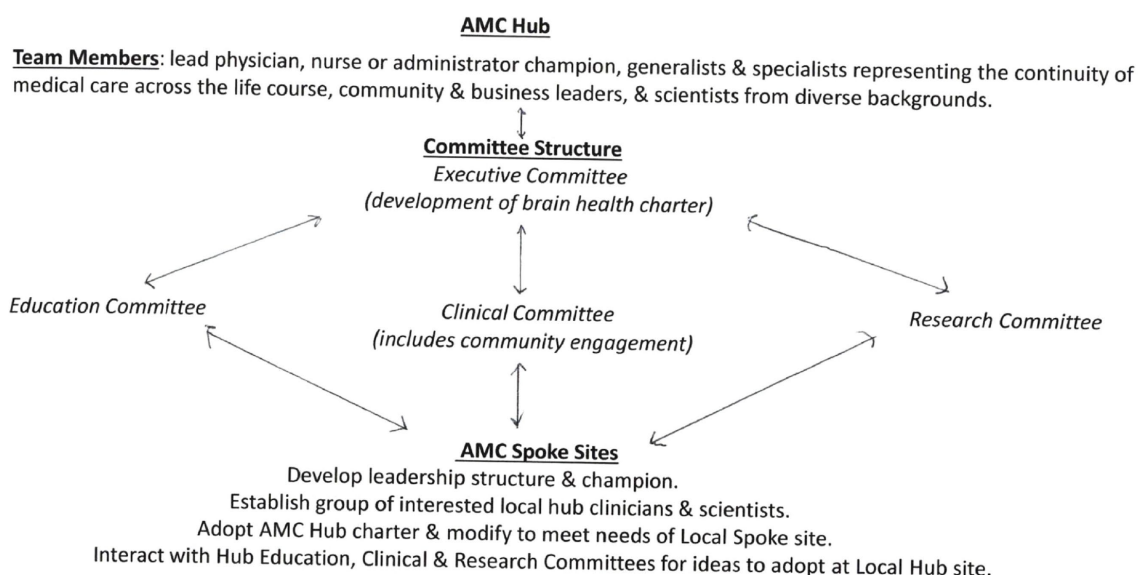 AMC Hub
Team Members: lead physician, nurse or administrator champion, generalists & specialists representing the continuity of
medical care across the life course, community & business leaders, & scientists from diverse backgrounds.
Committee Structure
Executive Committee
(development of brain health charter)
Education Committee
Clinical Committee
(includes community engagement)
Research Committee
AMC Spoke Sites
Develop leadership structure & champion.
Establish group of interested local hub clinicians & scientists.
Adopt AMC Hub charter & modify to meet needs of Local Spoke site.
Interact with Hub Education, Clinical & Research Committees for ideas to adopt at Local Hub site.